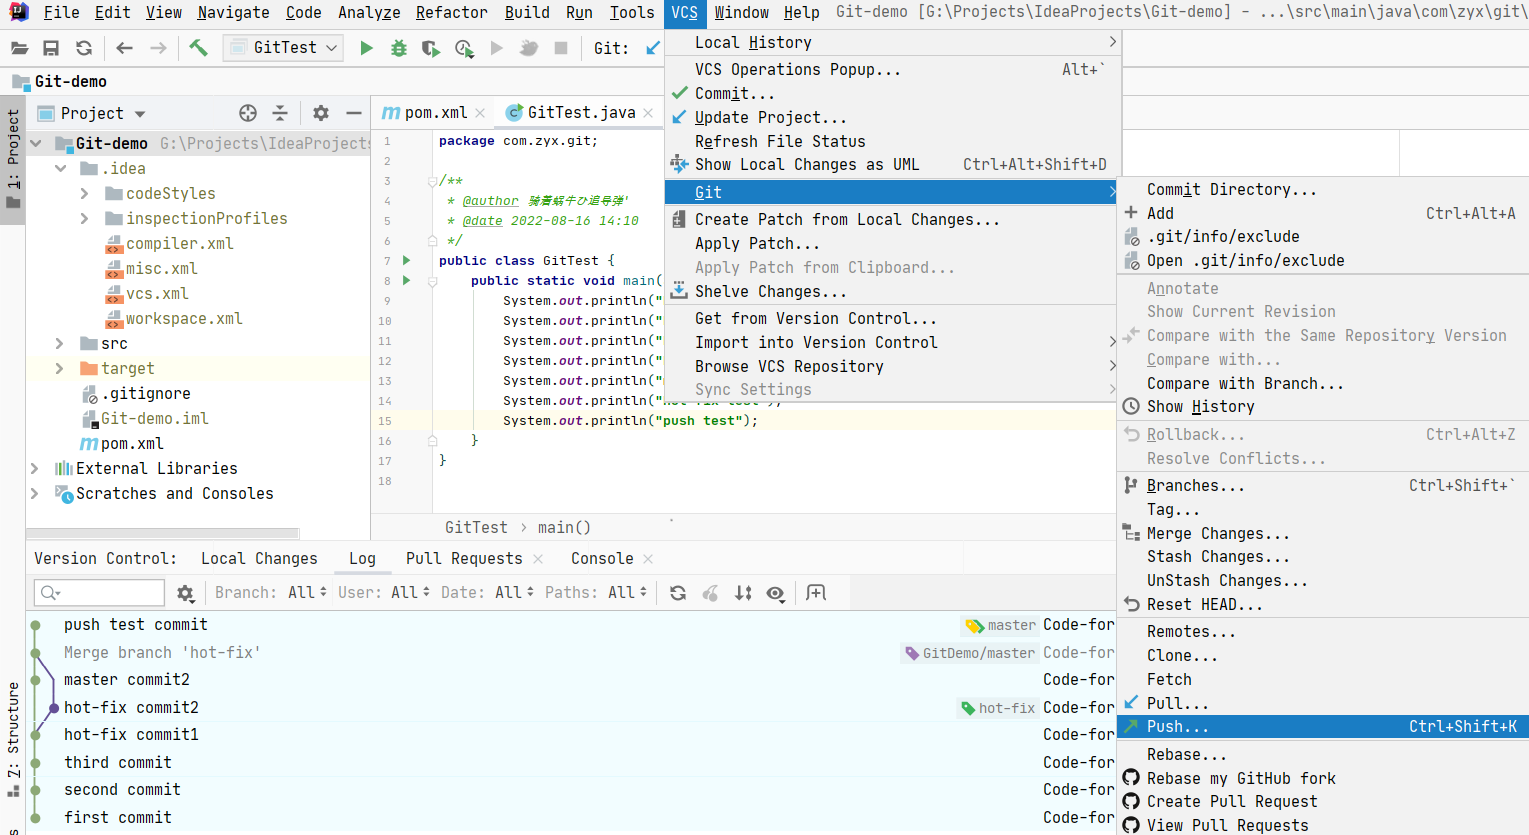 File Edit View Navigate Code Analyze Refactor Build Run Tools VCS Window Help Git-demo [G:\Projects\IdeaProjects\Git-demo] - ...\src\main\java\com\zyx\git\
GitTest Git:
Git-demo
Project
pom.xml GitTest.java
1: Project
7: Structure
Git-demo G:\Projects\IdeaProjects
.idea
codeStyles
inspectionProfiles
compiler.xml
misc.xml
vcs.xml
workspace.xml
src
target
.gitignore
Git-demo.iml
pom.xml
External Libraries
Scratches and Consoles
1 package com.zyx.git;
2
3 /**
4 * @author 骑着蜗牛ひ追导弹'
5 * @date 2022-08-16 14:10
6 */
7 public class GitTest {
8 public static void main(
9 System.out.println("
10 System.out.println("
11 System.out.println("
12 System.out.println("
13 System.out.println("
14 System.out.println("hot-fix test");
15 System.out.println("push test");
16 }
17 }
18
GitTest > main()
Local History
VCS Operations Popup... Alt+`
Commit...
Update Project...
Refresh File Status
Show Local Changes as UML Ctrl+Alt+Shift+D
Git
Create Patch from Local Changes...
Apply Patch...
Apply Patch from Clipboard...
Shelve Changes...
Get from Version Control...
Import into Version Control
Browse VCS Repository
Sync Settings
Commit Directory...
Add Ctrl+Alt+A
.git/info/exclude
Open .git/info/exclude
Annotate
Show Current Revision
Compare with the Same Repository Version
Compare with...
Compare with Branch...
Show History
Rollback... Ctrl+Alt+Z
Resolve Conflicts...
Branches... Ctrl+Shift+`
Tag...
Merge Changes...
Stash Changes...
UnStash Changes...
Reset HEAD...
Remotes...
Clone...
Fetch
Pull...
Push... Ctrl+Shift+K
Rebase...
Rebase my GitHub fork
Create Pull Request
View Pull Requests
Version Control: Local Changes Log Pull Requests Console
Branch: All User: All Date: All Paths: All
push test commit master Code-for
Merge branch 'hot-fix' GitDemo/master Code-for
master commit2 Code-for
hot-fix commit2 hot-fix Code-for
hot-fix commit1 Code-for
third commit Code-for
second commit Code-for
first commit Code-for